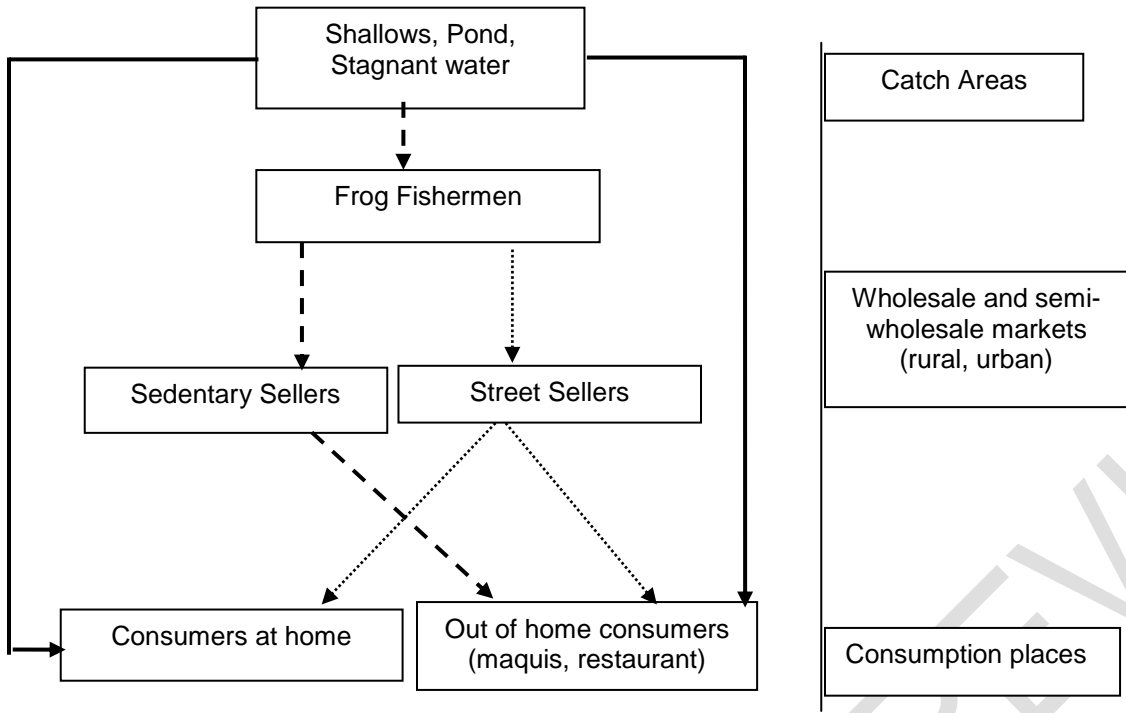 Shallows, Pond,
Stagnant water
Catch Areas
Frog Fishermen
Wholesale and semi-
wholesale markets
(rural, urban)
Sedentary Sellers
Street Sellers
Consumers at home
Out of home consumers
(maquis, restaurant)
Consumption places